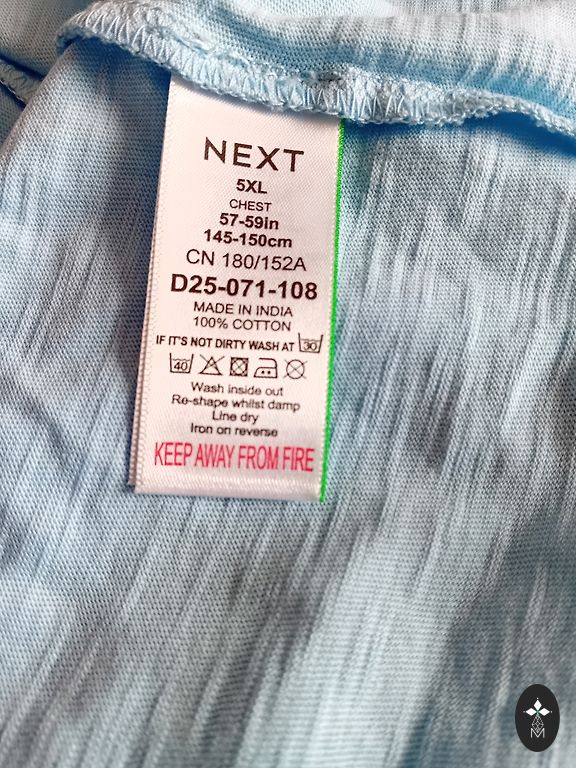 NEXT
5XL
CHEST
57-59in
145-150cm
CN 180/152A
D25-071-108
MADE IN INDIA
100% COTTON
IF IT'S NOT DIRTY WASH AT 30
40
Wash inside out
Re-shape whilst damp
Line dry
Iron on reverse
KEEP AWAY FROM FIRE
M